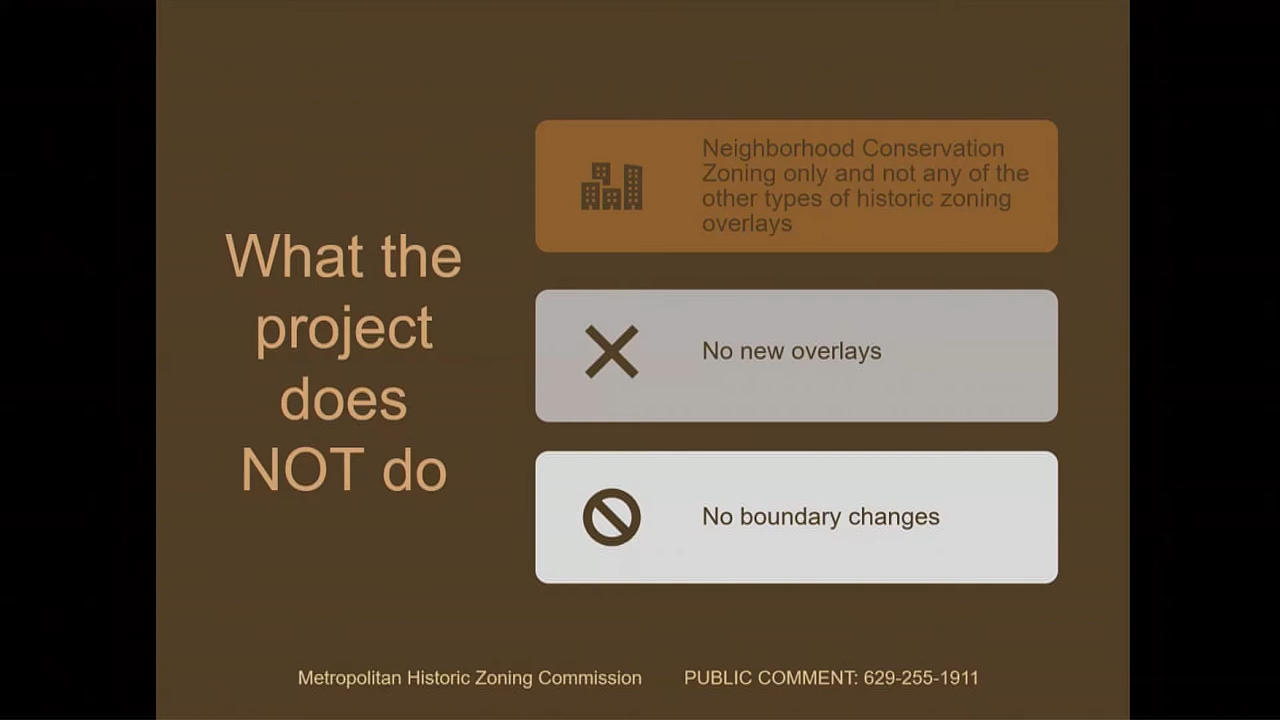 What the
project
does
NOT do
Neighborhood Conservation
Zoning only and not any of the
other types of historic zoning
overlays
No new overlays
No boundary changes
Metropolitan Historic Zoning Commission
PUBLIC COMMENT: 629-255-1911